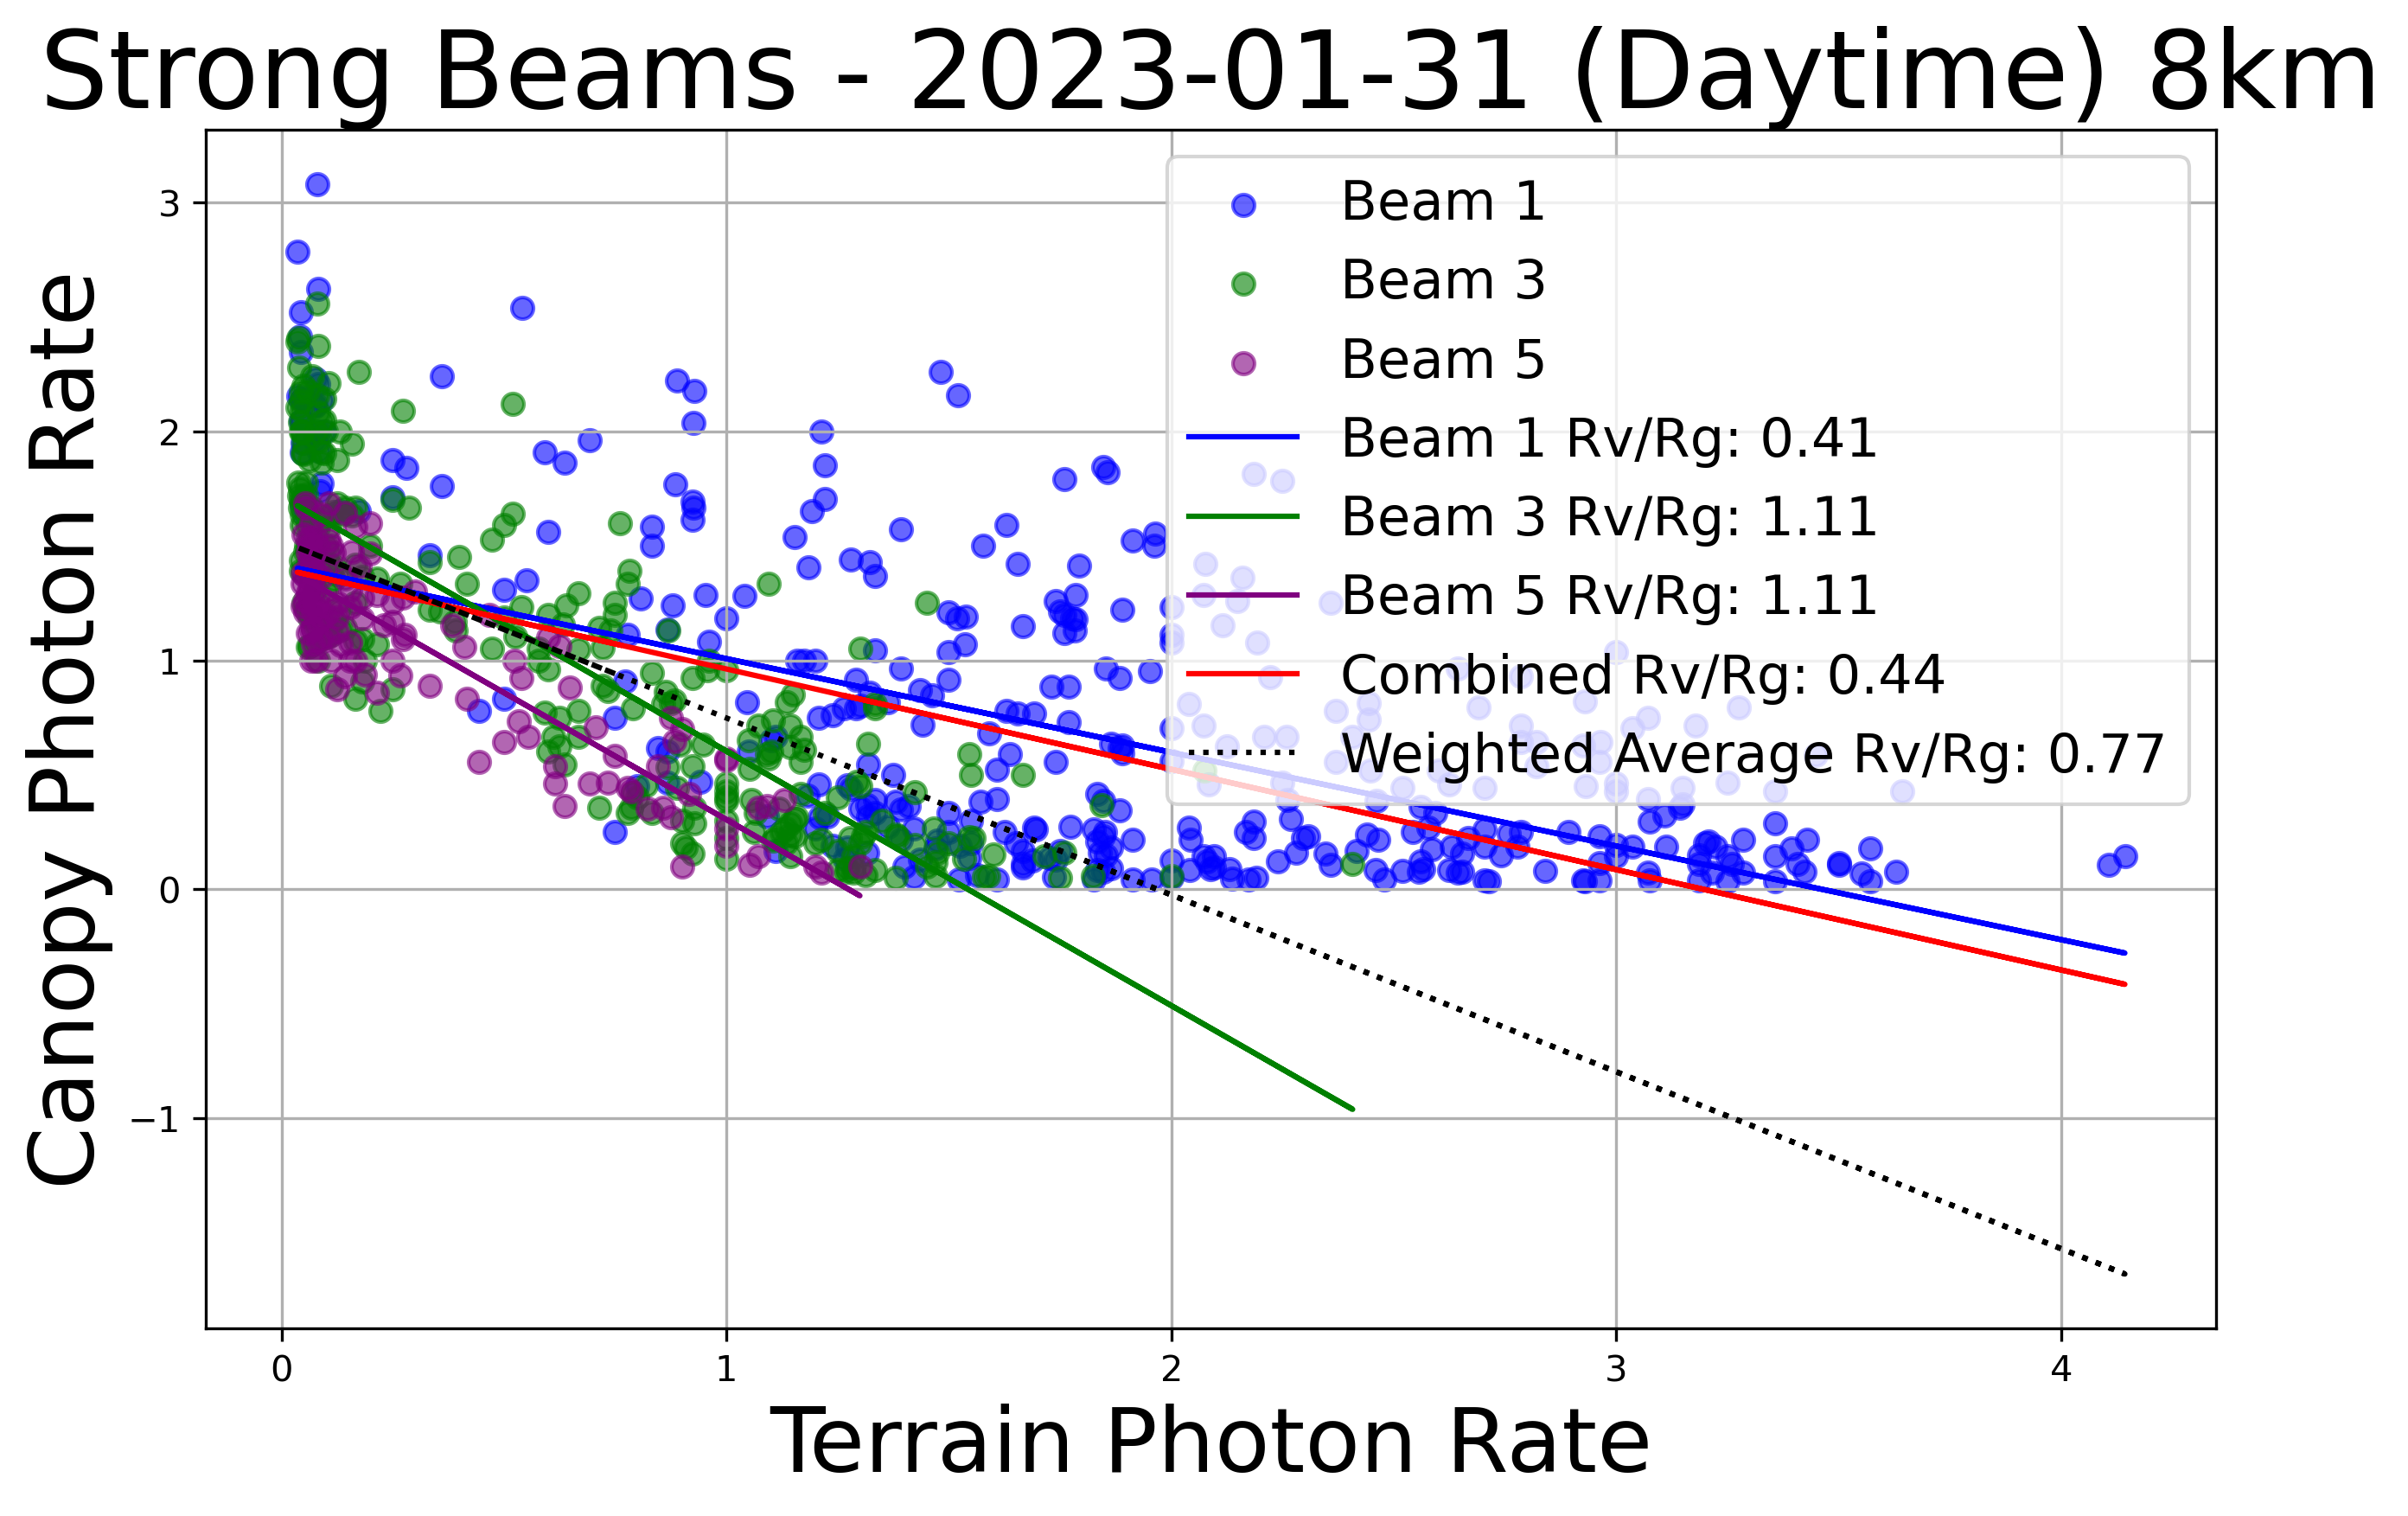 Strong Beams - 2023-01-31 (Daytime) 8km
Canopy Photon Rate
3
2
1
0
−1
Beam 1
Beam 3
Beam 5
Beam 1 Rv/Rg: 0.41
Beam 3 Rv/Rg: 1.11
Beam 5 Rv/Rg: 1.11
Combined Rv/Rg: 0.44
Weighted Average Rv/Rg: 0.77
0 1 2 3 4
Terrain Photon Rate